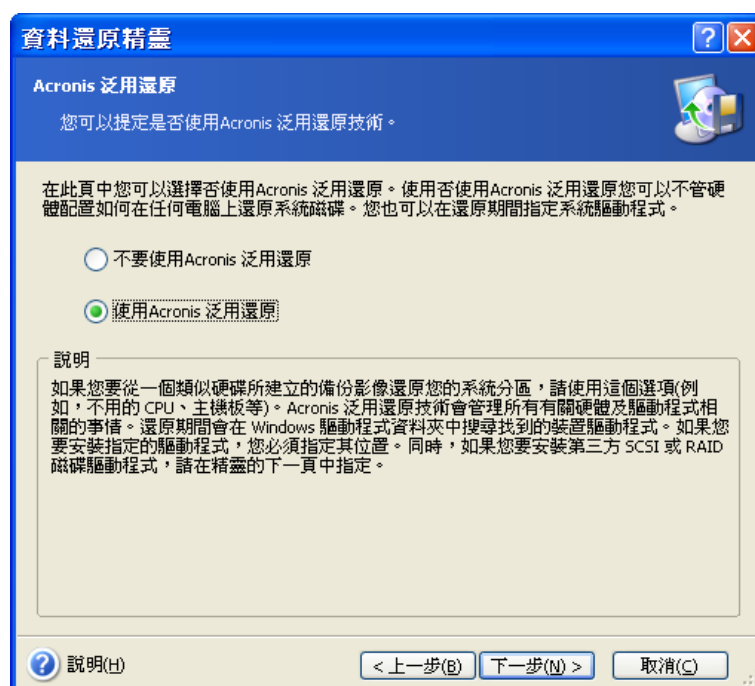 資料還原精靈
Acronis 泛用還原
您可以提定是否使用Acronis 泛用還原技術。
在此頁中您可以選擇否使用Acronis 泛用還原。使用否使用Acronis 泛用還原您可以不管硬
體配置如何在任何電腦上還原系統磁碟。您也可以在還原期間指定系統驅動程式。
不要使用Acronis 泛用還原
使用Acronis 泛用還原
說明
如果您要從一個類似硬碟所建立的備份影像還原您的系統分區，請使用這個選項(例
如，不用的 CPU、主機板等)。Acronis 泛用還原技術會管理所有有關硬體及驅動程式相
關的事情。還原期間會在 Windows 驅動程式資料夾中搜尋找到的裝置驅動程式。如果您
要安裝指定的驅動程式，您必須指定其位置。同時，如果您要安裝第三方 SCSI 或 RAID
磁碟驅動程式，請在精靈的下一頁中指定。
說明(H)
< 上一步(B)
下一步(N) >
取消(C)